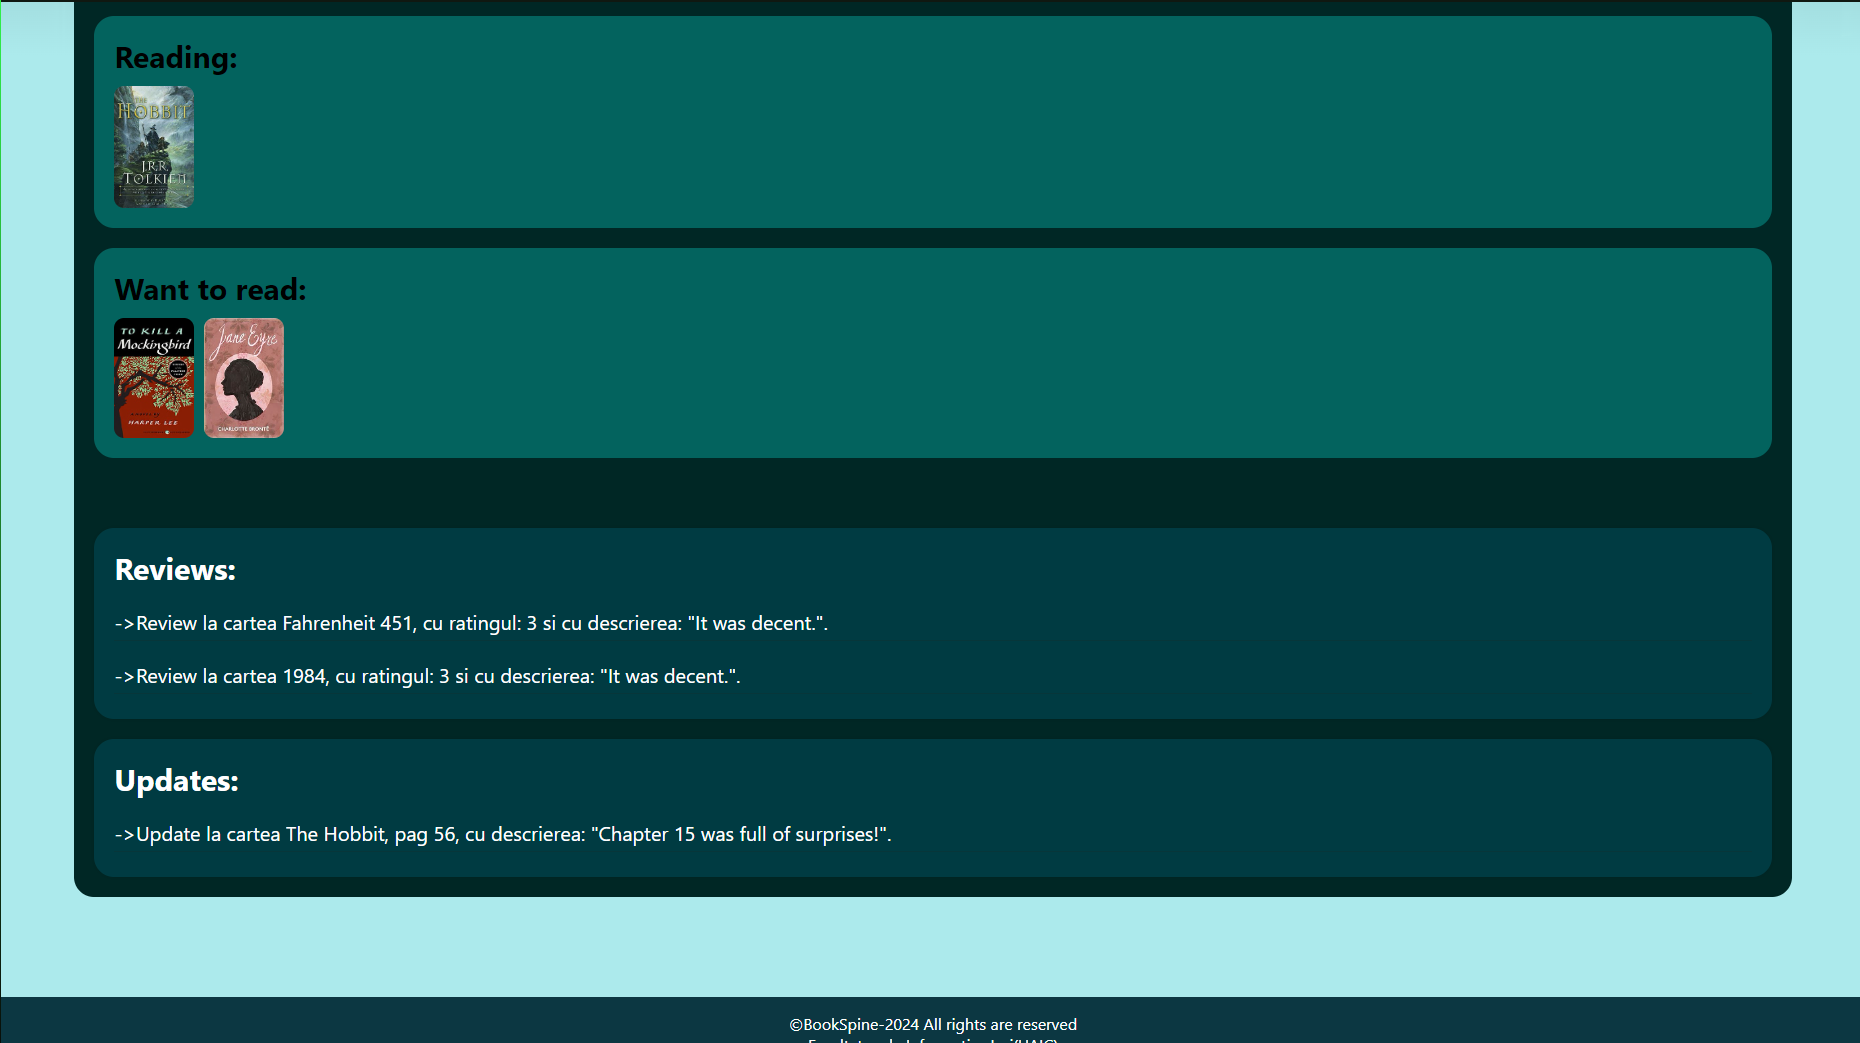 Reading:
THE
HOBBIT
J.R.R.
TOLKIEN
Want to read:
TO KILL A
Mockingbird
HARPER LEE
Jane Eyre
CHARLOTTE BRONTË
Reviews:
->Review la cartea Fahrenheit 451, cu ratingul: 3 si cu descrierea: "It was decent.".
->Review la cartea 1984, cu ratingul: 3 si cu descrierea: "It was decent.".
Updates:
->Update la cartea The Hobbit, pag 56, cu descrierea: "Chapter 15 was full of surprises!".
©BookSpine-2024 All rights are reserved